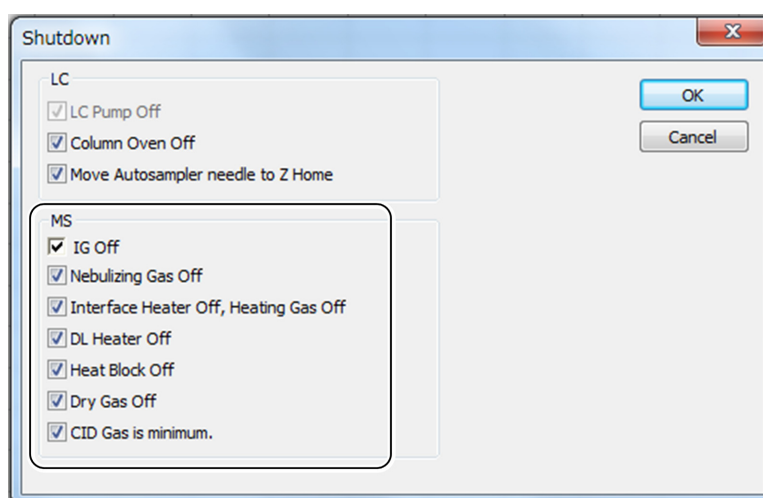 Shutdown
LC
LC Pump Off
Column Oven Off
Move Autosampler needle to Z Home
MS
IG Off
Nebulizing Gas Off
Interface Heater Off, Heating Gas Off
DL Heater Off
Heat Block Off
Dry Gas Off
CID Gas is minimum.
OK
Cancel